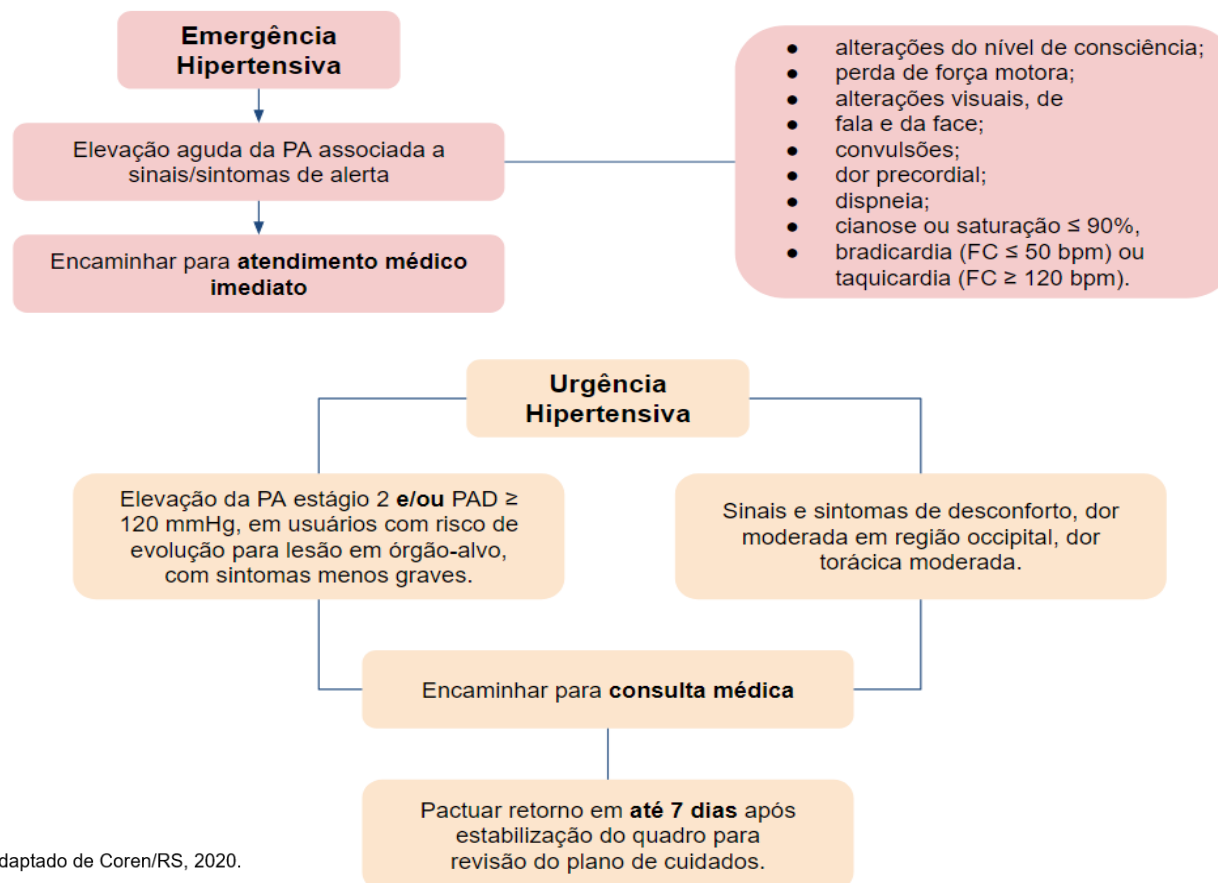 Emergência
Hipertensiva
Elevação aguda da PA associada a
sinais/sintomas de alerta
Encaminhar para atendimento médico
imediato
● alterações do nível de consciência;
● perda de força motora;
● alterações visuais, de
● fala e da face;
● convulsões;
● dor precordial;
● dispneia;
● cianose ou saturação ≤ 90%,
● bradicardia (FC ≤ 50 bpm) ou
taquicardia (FC ≥ 120 bpm).
Urgência
Hipertensiva
Elevação da PA estágio 2 e/ou PAD ≥
120 mmHg, em usuários com risco de
evolução para lesão em órgão-alvo,
com sintomas menos graves.
Sinais e sintomas de desconforto, dor
moderada em região occipital, dor
torácica moderada.
Encaminhar para consulta médica
Pactuar retorno em até 7 dias após
estabilização do quadro para
revisão do plano de cuidados.
daptado de Coren/RS, 2020.